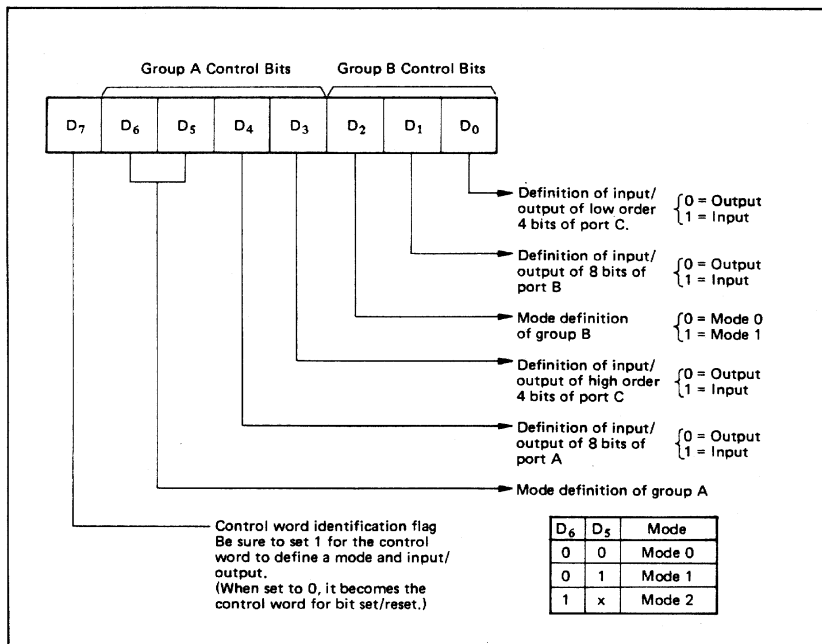 Group A Control Bits Group B Control Bits
D7 D6 D5 D4 D3 D2 D1 D0
Definition of input/
output of low order
4 bits of port C.
{0 = Output
1 = Input
Definition of input/
output of 8 bits of
port B
{0 = Output
1 = Input
Mode definition
of group B
{0 = Mode 0
1 = Mode 1
Definition of input/
output of high order
4 bits of port C
{0 = Output
1 = Input
Definition of input/
output of 8 bits of
port A
{0 = Output
1 = Input
Mode definition of group A
Control word identification flag
Be sure to set 1 for the control
word to define a mode and input/
output.
(When set to 0, it becomes the
control word for bit set/reset.)
D6 D5 Mode
0 0 Mode 0
0 1 Mode 1
1 x Mode 2